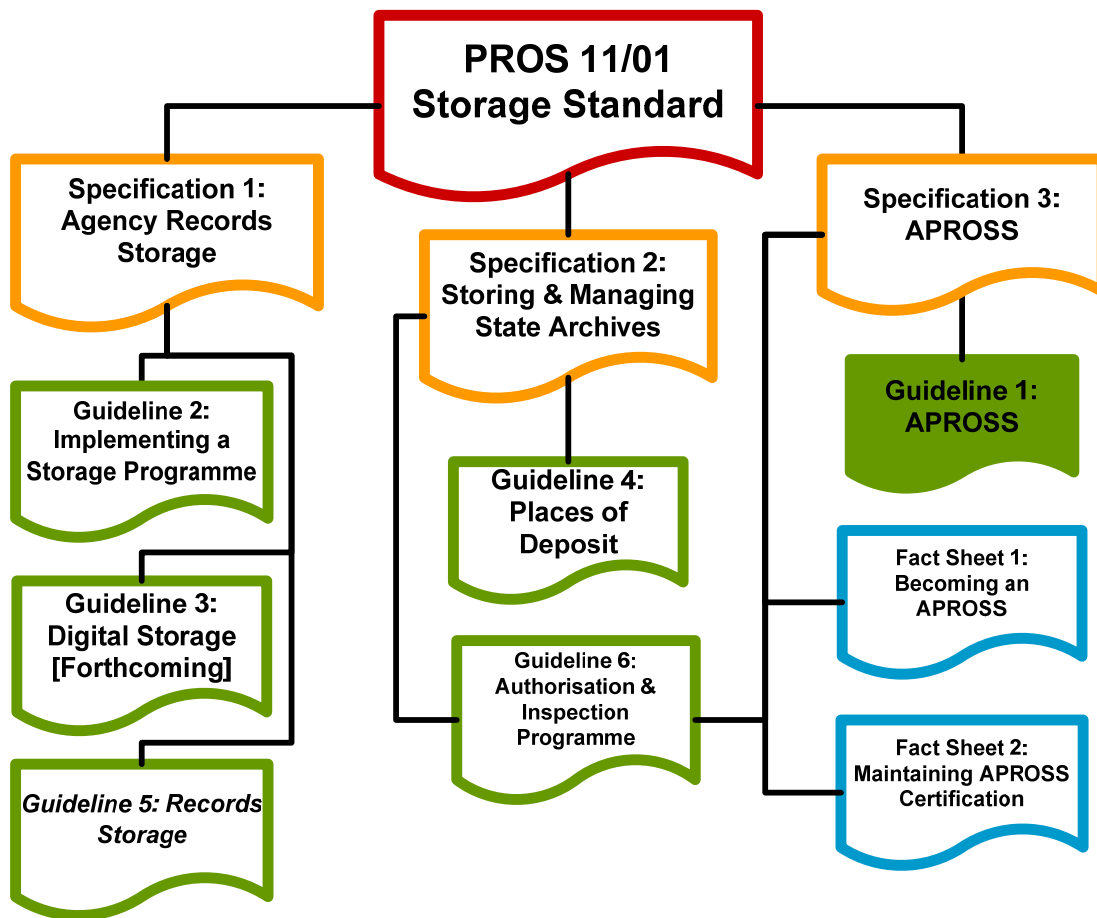 PROS 11/01
Storage Standard
Specification 1:
Agency Records
Storage
Specification 2:
Storing & Managing
State Archives
Specification 3:
APROSS
Guideline 2:
Implementing a
Storage Programme
Guideline 3:
Digital Storage
[Forthcoming]
Guideline 5: Records
Storage
Guideline 4:
Places of
Deposit
Guideline 6:
Authorisation &
Inspection
Programme
Guideline 1:
APROSS
Fact Sheet 1:
Becoming an
APROSS
Fact Sheet 2:
Maintaining APROSS
Certification